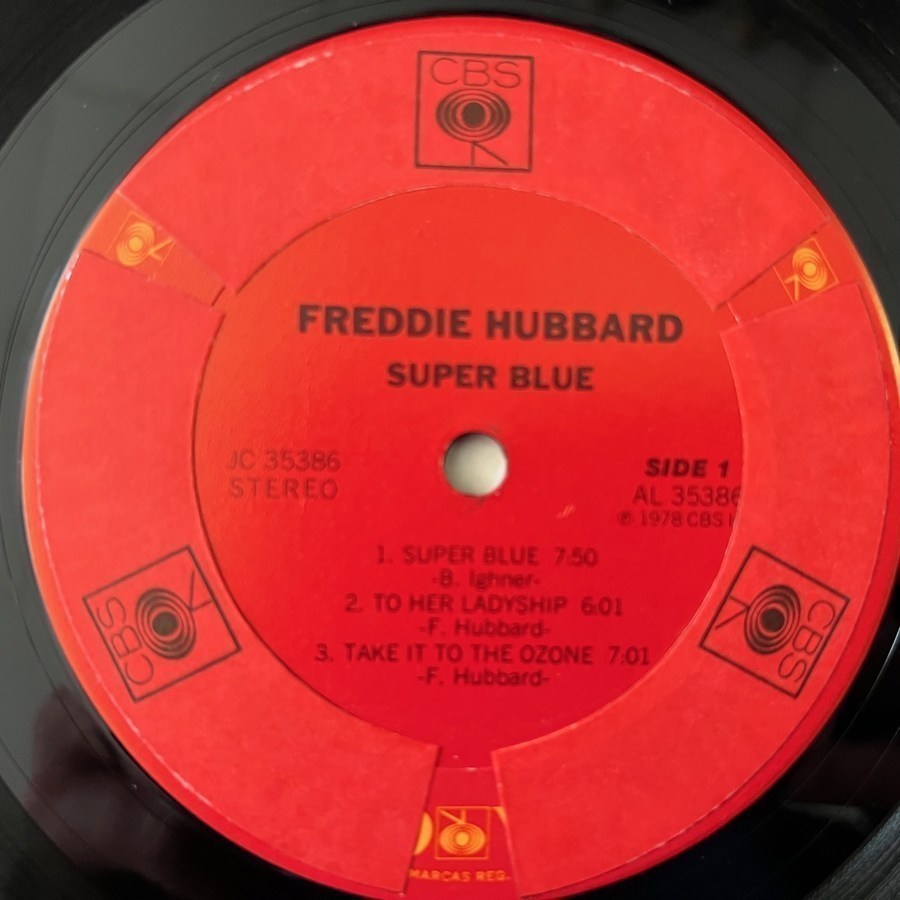 CBS
FREDDIE HUBBARD
SUPER BLUE
JC 35386
STEREO
SIDE 1
AL 35386
℗ 1978 CBS I
1. SUPER BLUE 7:50
-B. Ighner-
2. TO HER LADYSHIP 6:01
-F. Hubbard-
3. TAKE IT TO THE OZONE 7:01
-F. Hubbard-
CBS
CBS
MARCAS REG.